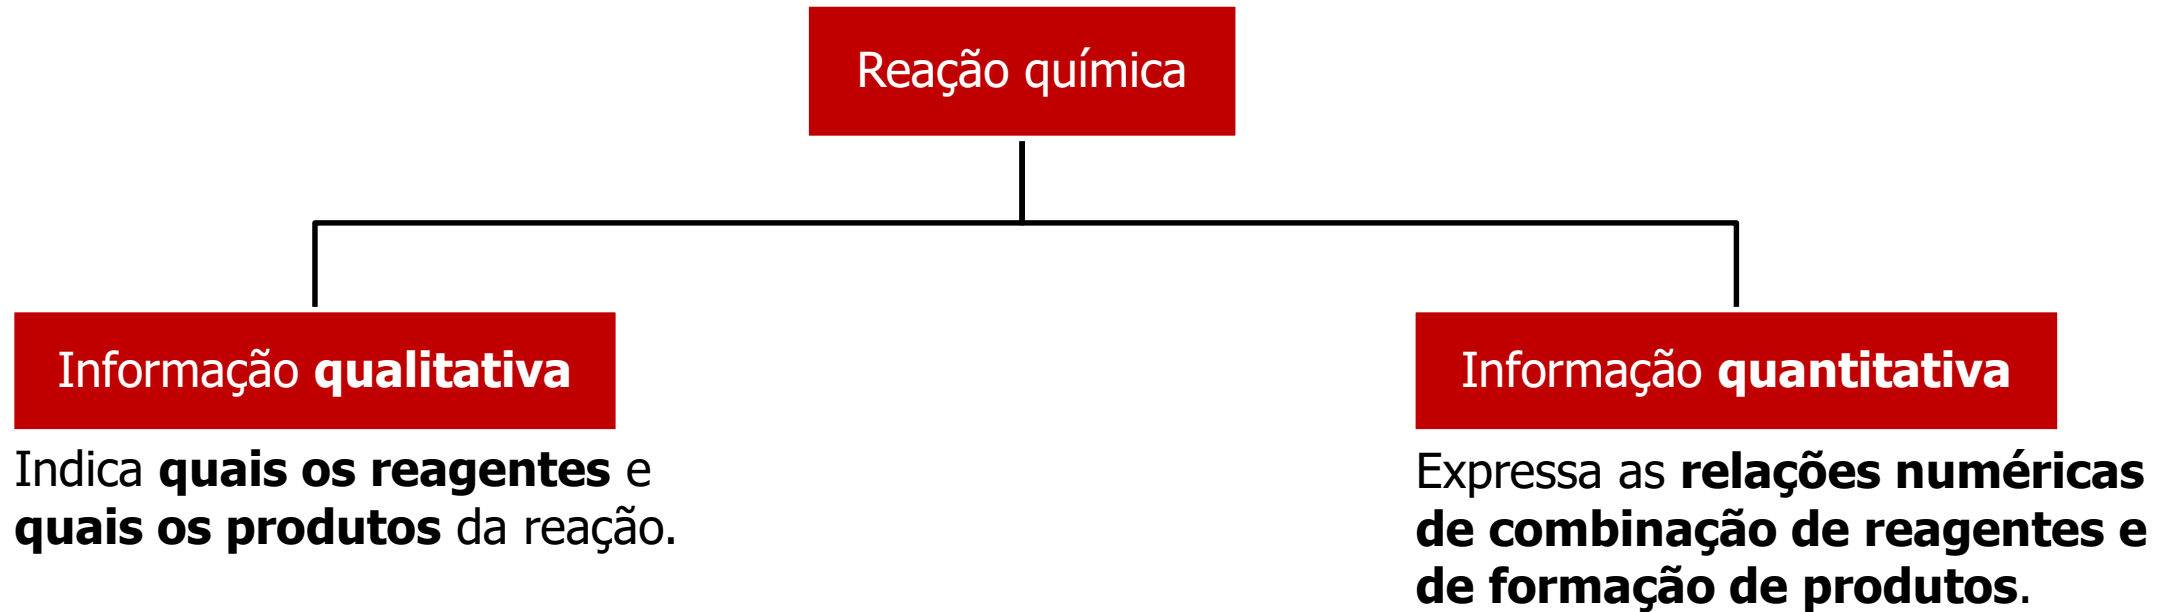 Reação química
Informação qualitativa
Indica quais os reagentes e
quais os produtos da reação.
Informação quantitativa
Expressa as relações numéricas
de combinação de reagentes e
de formação de produtos.